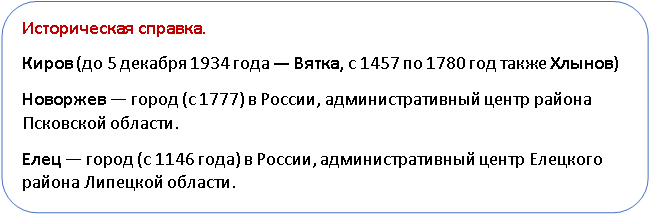 Историческая справка.
Киров (до 5 декабря 1934 года — Вятка, с 1457 по 1780 год также Хлынов)
Новоржев — город (с 1777) в России, административный центр района
Псковской области.
Елец — город (с 1146 года) в России, административный центр Елецкого
района Липецкой области.